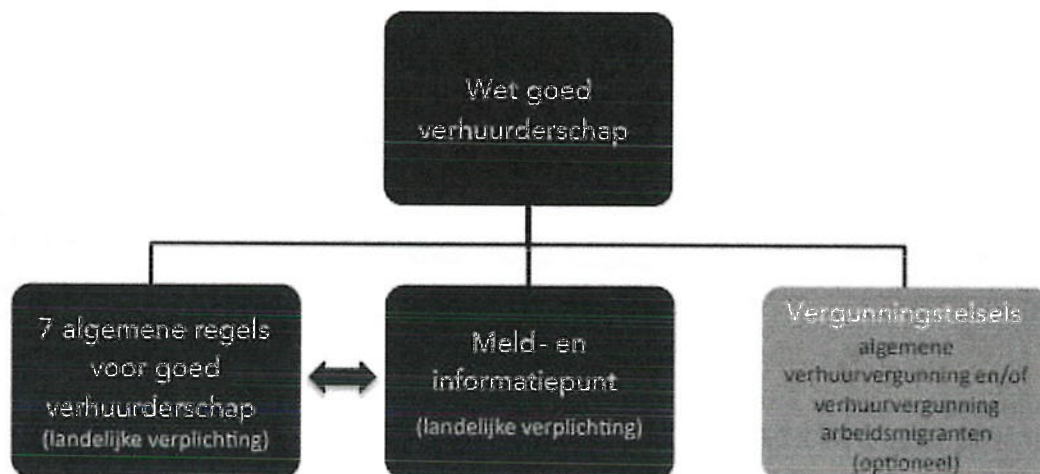 Wet goed
verhuurderschap
7 algemene regels
voor goed
verhuurderschap
(landelijke verplichting)
Meld- en
informatiepunt
(landelijke verplichting)
Vergunningstelsels
algemene
verhuurvergunning en/of
verhuurvergunning
arbeidsmigranten
(optioneel)